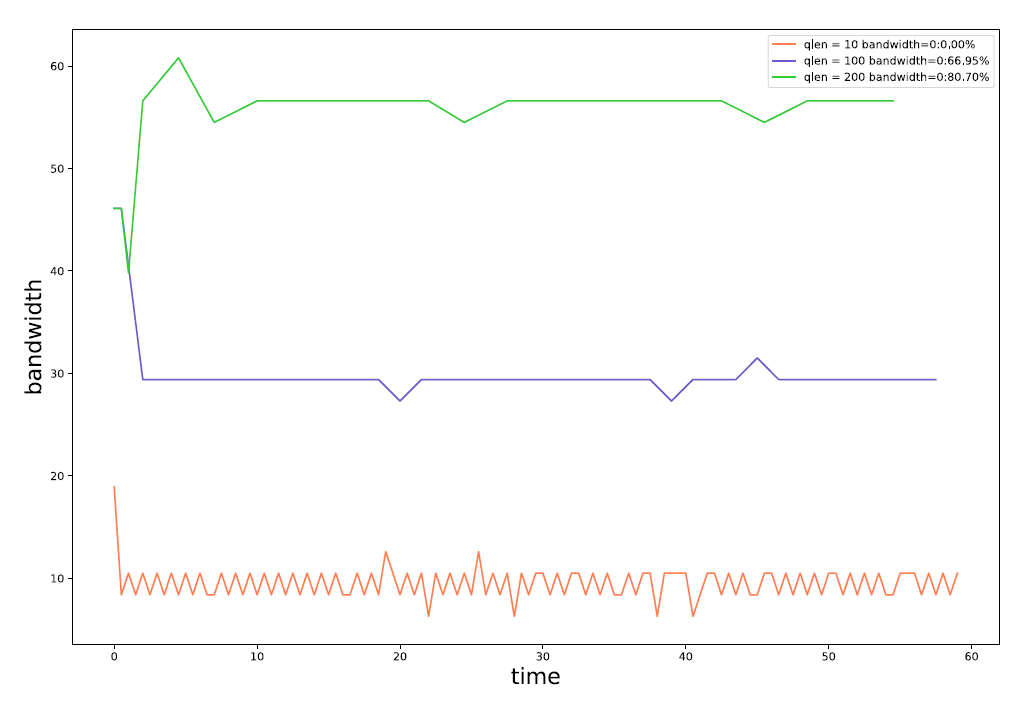 qlen = 10 bandwidth=0:0.00%
qlen = 100 bandwidth=0:66.95%
qlen = 200 bandwidth=0:80.70%
60
50
40
30
20
10
bandwidth
0 10 20 30 40 50 60
time